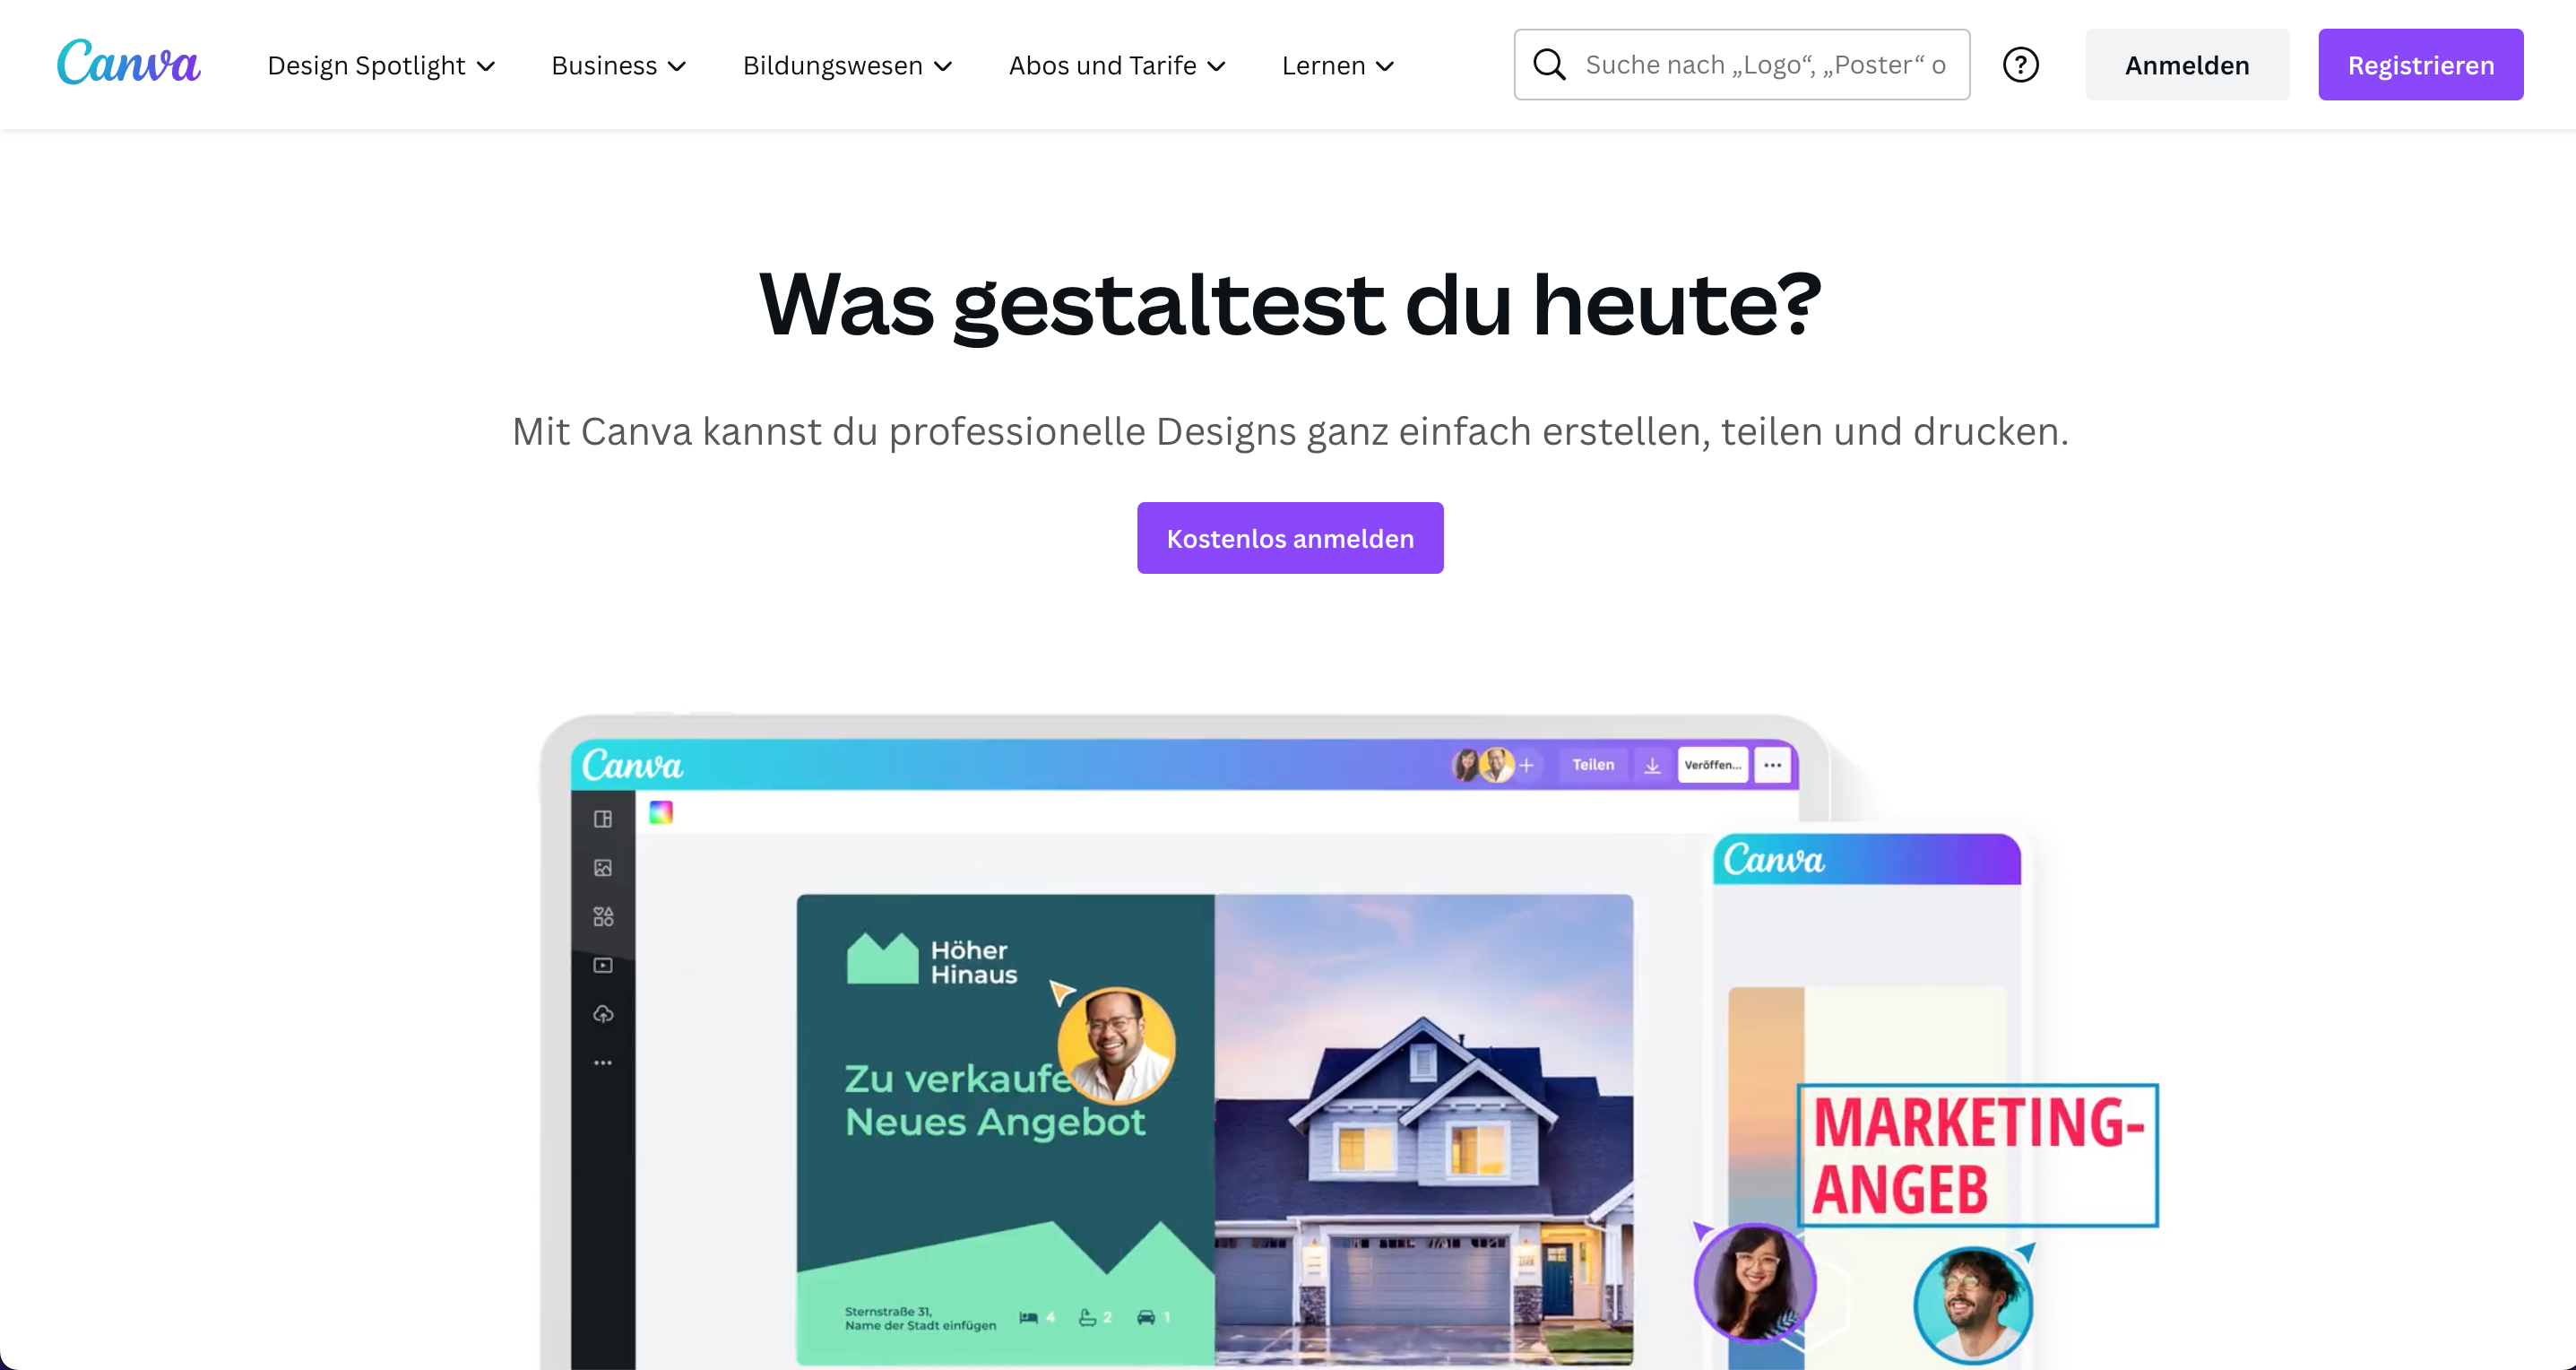 Canva
Design Spotlight
Business
Bildungswesen
Abos und Tarife
Lernen
Suche nach „Logo“, „Poster“ o
?
Anmelden
Registrieren
Was gestaltest du heute?
Mit Canva kannst du professionelle Designs ganz einfach erstellen, teilen und drucken.
Kostenlos anmelden
Canva
Teilen
Veröffen...
Canva
Höher
Hinaus
Zu verkaufe
Neues Angebot
Sternstraße 31,
Name der Stadt einfügen
4
2
1
MARKETING-
ANGEB